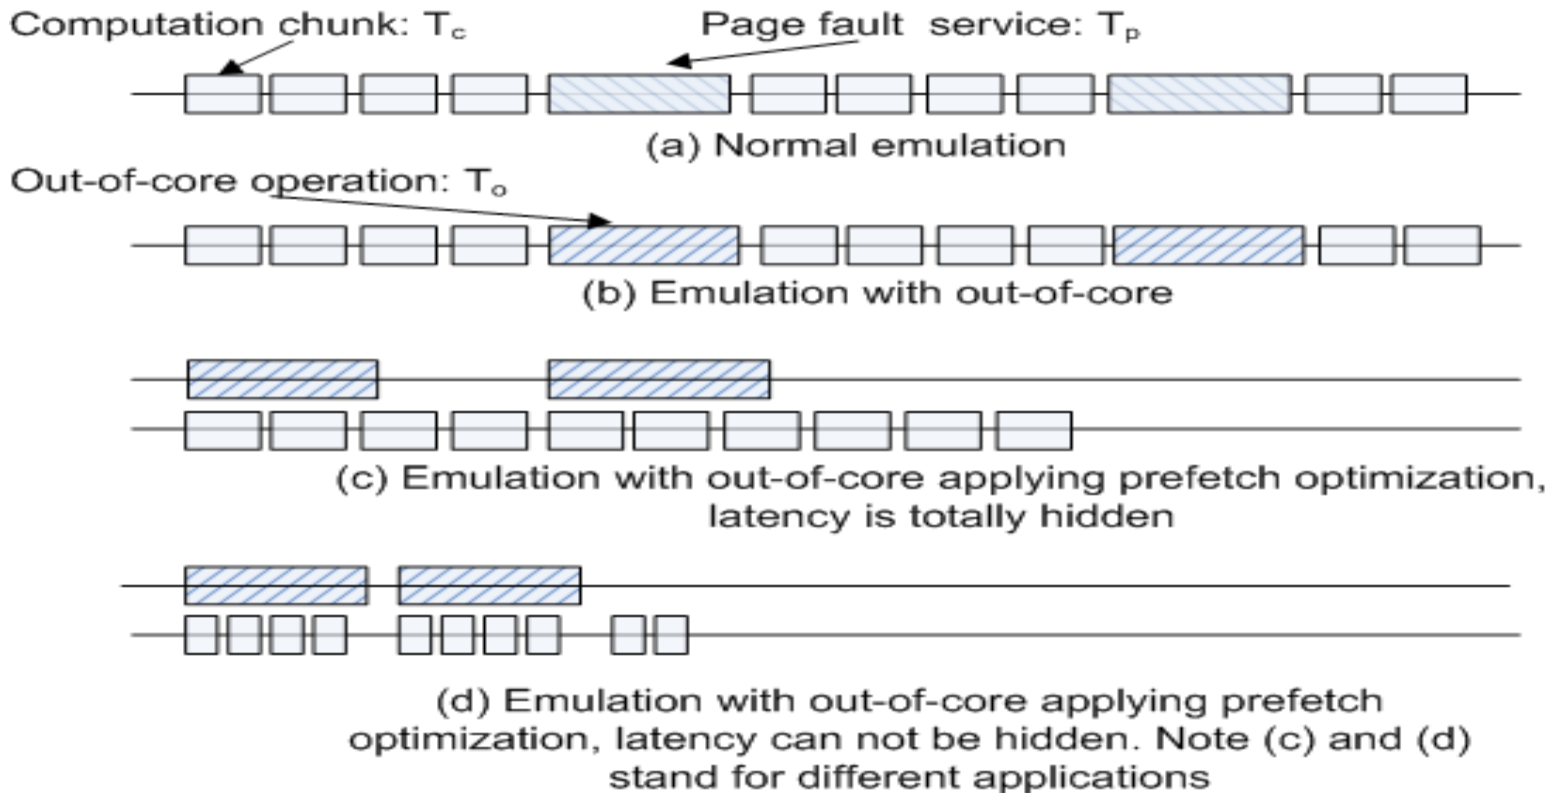 Computation chunk: Tc
Page fault service: Tp
(a) Normal emulation
Out-of-core operation: To
(b) Emulation with out-of-core
(c) Emulation with out-of-core applying prefetch optimization,
latency is totally hidden
(d) Emulation with out-of-core applying prefetch
optimization, latency can not be hidden. Note (c) and (d)
stand for different applications